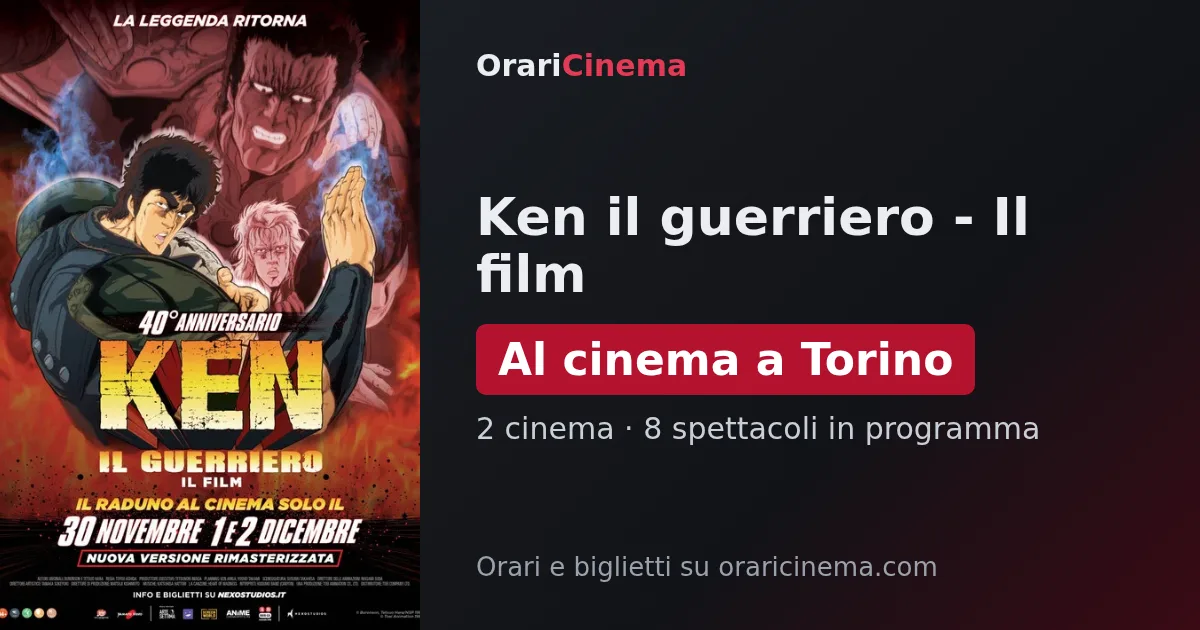 LA LEGGENDA RITORNA
40° ANNIVERSARIO
KEN
IL GUERRIERO
IL FILM
IL RADUNO AL CINEMA SOLO IL
30 NOVEMBRE 1 E 2 DICEMBRE
NUOVA VERSIONE RIMASTERIZZATA
INFO E BIGLIETTI SU NEXOSTUDIOS.IT
ANiME
OrariCinema
Ken il guerriero - Il
film
Al cinema a Torino
2 cinema · 8 spettacoli in programma
Orari e biglietti su oraricinema.com